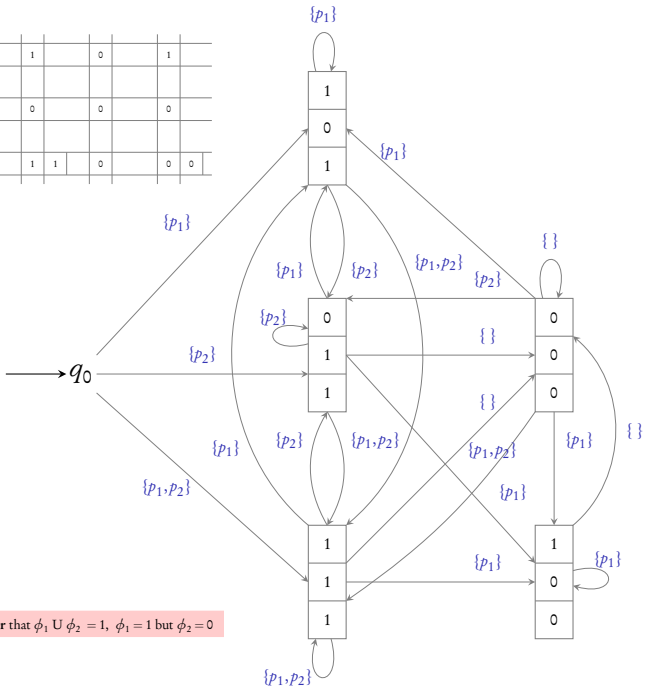 {p₁}
1 0 1
0 0 0
1 1 0 0 0
1
0
1
{p₁}
{p₁}
{p₁} {p₂} {p₁,p₂} {p₂} { }
{p₂}
0
1
1
{ }
0
0
0
q₀
{p₂}
{ }
{p₁} {p₂} {p₁,p₂} {p₁,p₂} {p₁} { }
{p₁,p₂}
{p₁}
1
1
1
{p₁}
1
0
0
{p₁}
r that ϕ₁ U ϕ₂ = 1, ϕ₁ = 1 but ϕ₂ = 0
{p₁,p₂}